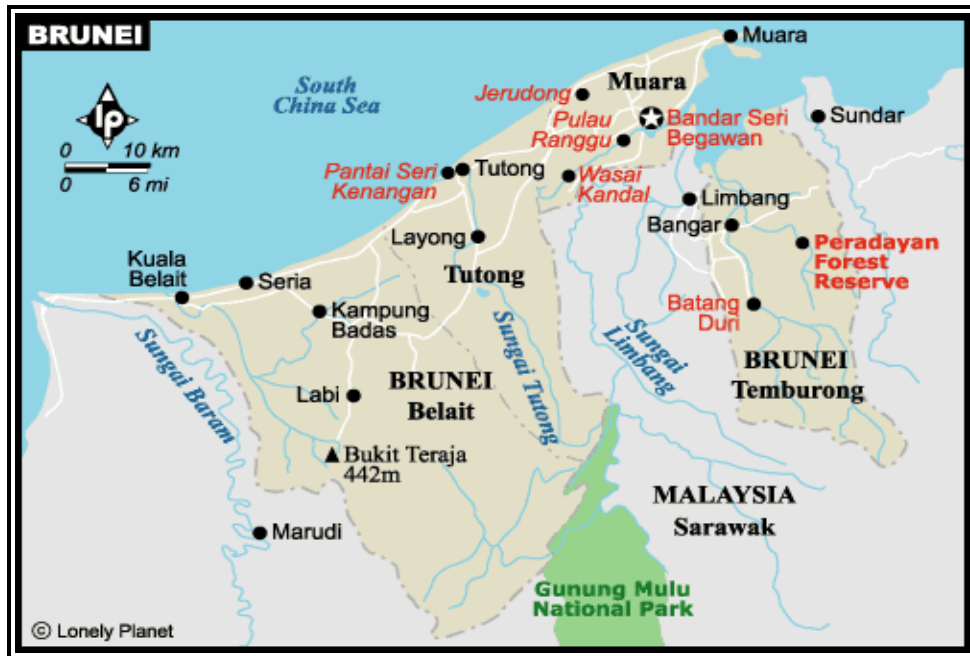 BRUNEI
lp
0 10 km
0 6 mi
South
China Sea
Muara
Muara
Jerudong
Pulau
Ranggu
Bandar Seri
Begawan
Sundar
Pantai Seri
Kenangan
Tutong
Wasai
Kandal
Limbang
Bangar
Layong
Tutong
Peradayan
Forest
Reserve
Kuala
Belait
Seria
Kampung
Badas
Batang
Duri
Sungai Baram
Sungai Tutong
Sungai
Limbang
BRUNEI
Temburong
BRUNEI
Belait
Labi
Bukit Teraja
442m
MALAYSIA
Sarawak
Marudi
Gunung Mulu
National Park
© Lonely Planet